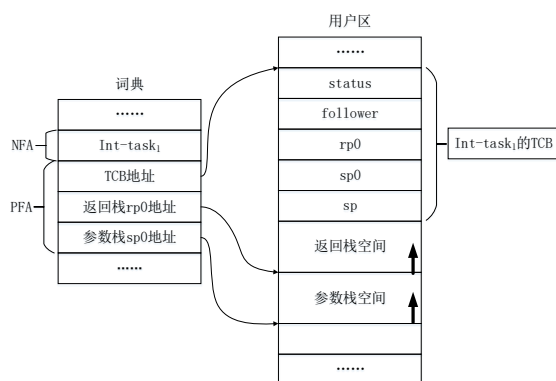 用户区
词典
……
……
NFA
Int-task₁
PFA
TCB地址
返回栈rp0地址
参数栈sp0地址
……
status
follower
rp0
sp0
sp
返回栈空间
参数栈空间
……
Int-task₁的TCB